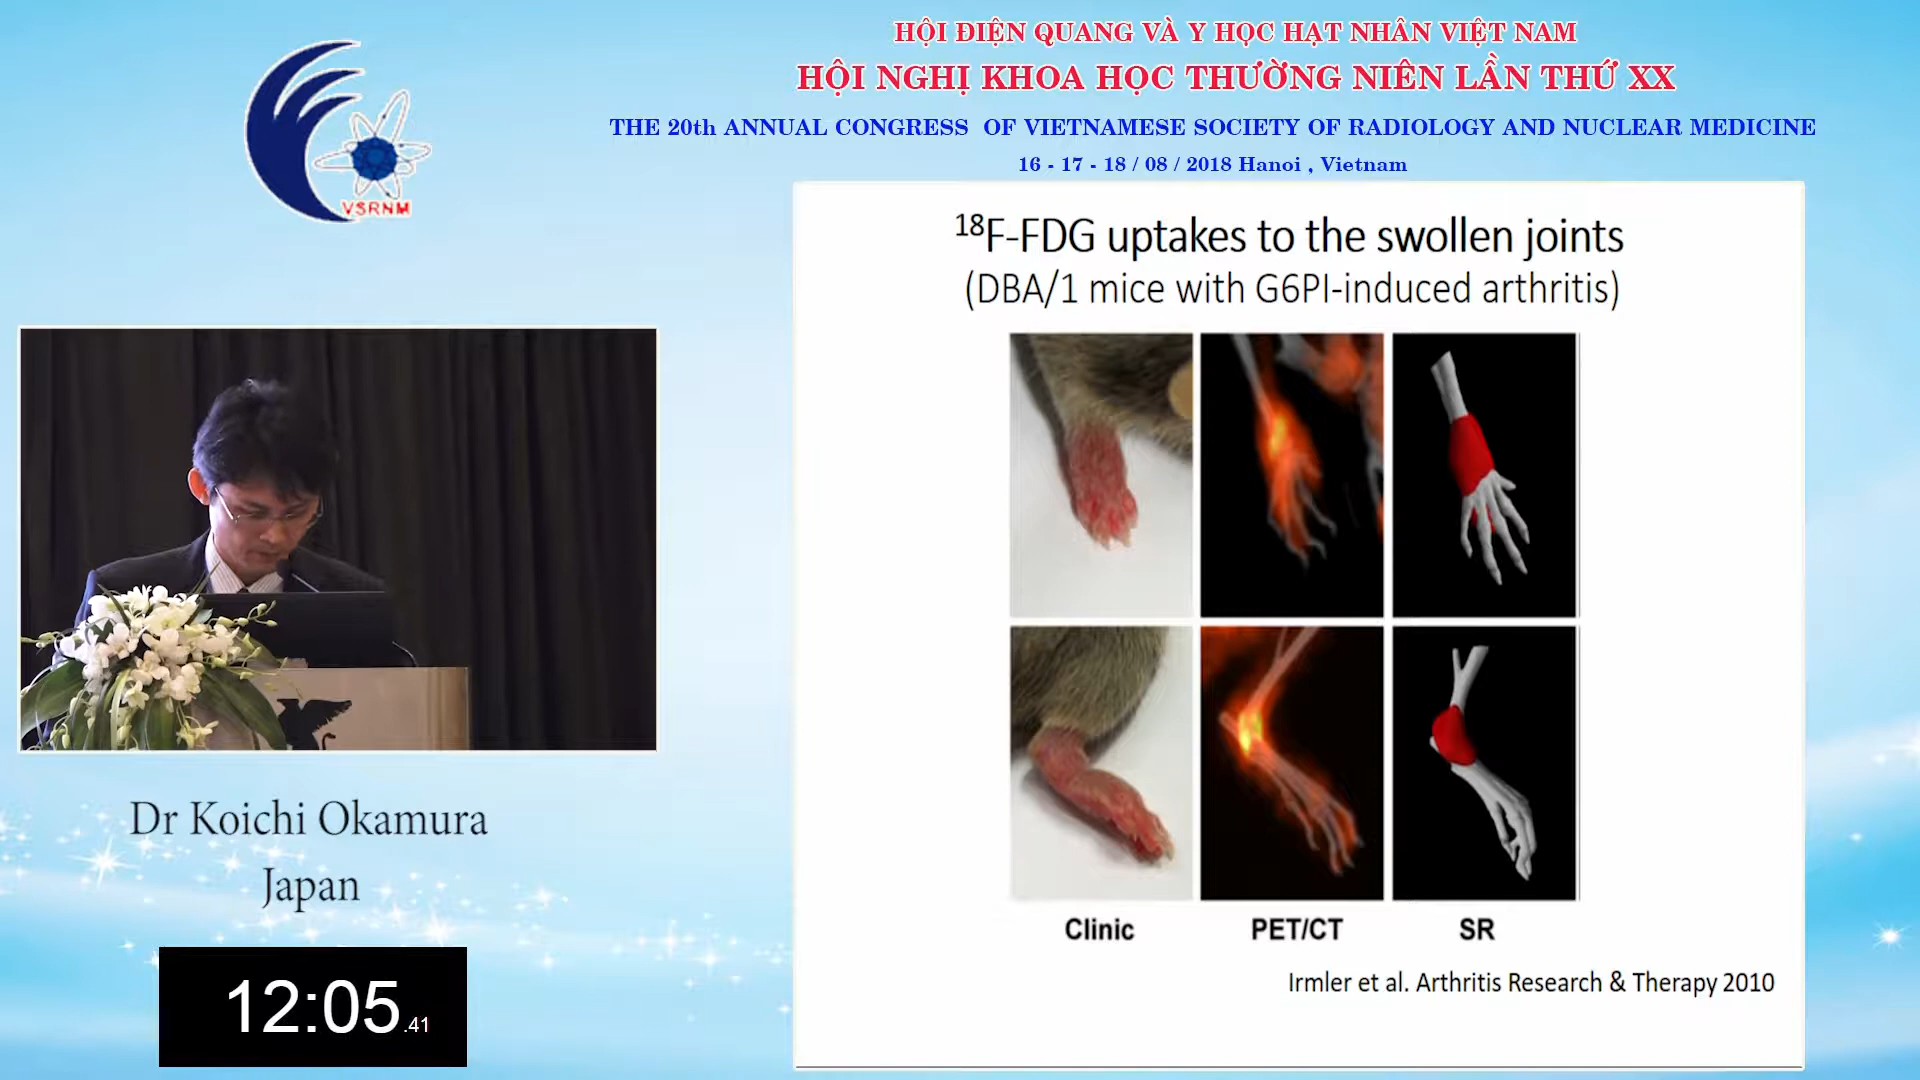 HỘI ĐIỆN QUANG VÀ Y HỌC HẠT NHÂN VIỆT NAM
HỘI NGHỊ KHOA HỌC THƯỜNG NIÊN LẦN THỨ XX
THE 20th ANNUAL CONGRESS OF VIETNAMESE SOCIETY OF RADIOLOGY AND NUCLEAR MEDICINE
16 - 17 - 18 / 08 / 2018 Hanoi , Vietnam
VSRNM
18F-FDG uptakes to the swollen joints
(DBA/1 mice with G6PI-induced arthritis)
Clinic PET/CT SR
Irmler et al. Arthritis Research & Therapy 2010
Dr Koichi Okamura
Japan
12:05.41